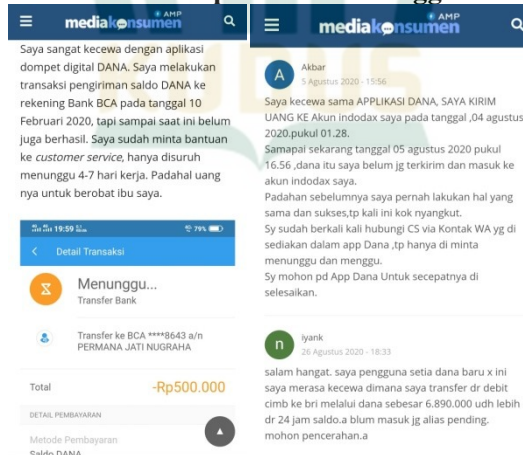 AMP
mediakonsumen
Saya sangat kecewa dengan aplikasi
dompet digital DANA. Saya melakukan
transaksi pengiriman saldo DANA ke
rekening Bank BCA pada tanggal 10
Februari 2020, tapi sampai saat ini belum
juga berhasil. Saya sudah minta bantuan
ke customer service, hanya disuruh
menunggu 4-7 hari kerja. Padahal uang
nya untuk berobat ibu saya.
19:59
79%
Detail Transaksi
Menunggu...
Transfer Bank
Transfer ke BCA ****8643 a/n
PERMANA JATI NUGRAHA
Total -Rp500.000
DETAIL PEMBAYARAN
Metode Pembayaran
Saldo DANA
AMP
mediakonsumen
A
Akbar
5 Agustus 2020 - 15:56
Saya kecewa sama APPLIKASI DANA, SAYA KIRIM
UANG KE Akun indodax saya pada tanggal ,04 agustus
2020.pukul 01.28.
Samapai sekarang tanggal 05 agustus 2020 pukul
16.56 ,dana itu saya belum jg terkirim dan masuk ke
akun indodax saya.
Padahan sebelumnya saya pernah lakukan hal yang
sama dan sukses,tp kali ini kok nyangkut.
Sy sudah berkali kali hubungi CS via Kontak WA yg di
sediakan dalam app Dana ,tp hanya di minta
menunggu dan menggu.
Sy mohon pd App Dana Untuk secepatnya di
selesaikan.
n
iyank
26 Agustus 2020 - 18:33
salam hangat. saya pengguna setia dana baru x ini
saya merasa kecewa dimana saya transfer dr debit
cimb ke bri melalui dana sebesar 6.890.000 udh lebih
dr 24 jam saldo.a blum masuk jg alias pending.
mohon pencerahan.a